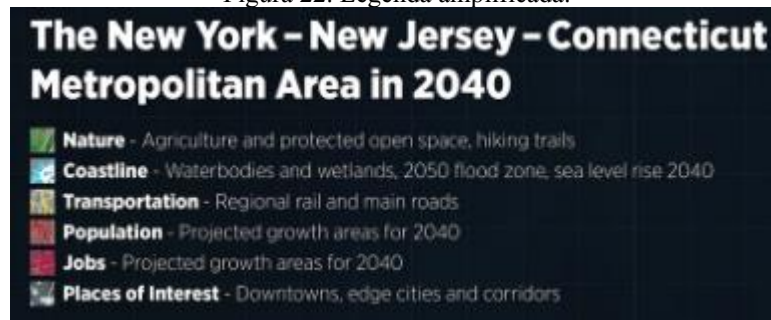 Figura 22. Legenda amplificada.
The New York – New Jersey – Connecticut
Metropolitan Area in 2040
Nature - Agriculture and protected open space, hiking trails
Coastline - Waterbodies and wetlands, 2050 flood zone, sea level rise 2040
Transportation - Regional rail and main roads
Population - Projected growth areas for 2040
Jobs - Projected growth areas for 2040
Places of Interest - Downtowns, edge cities and corridors